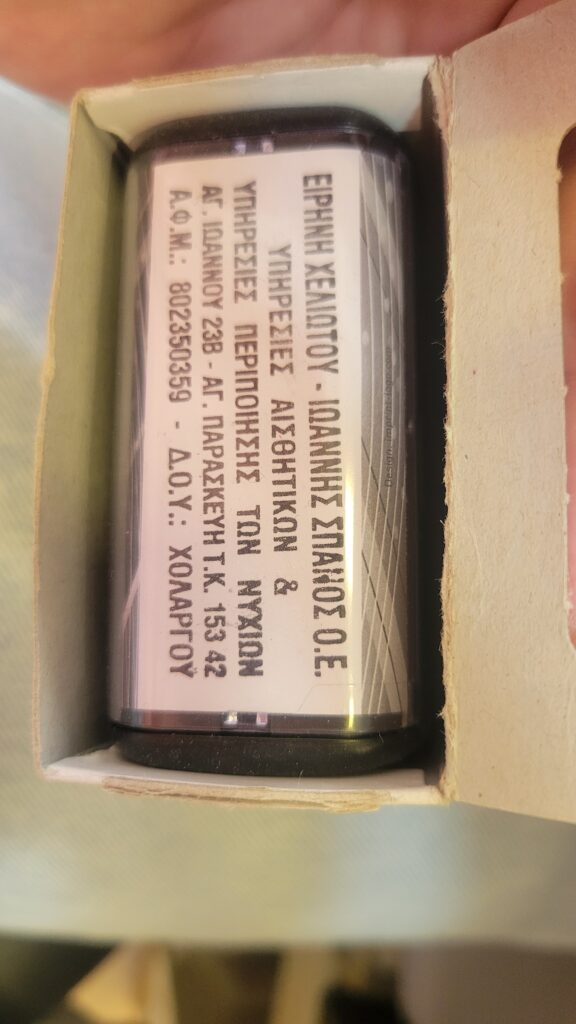 ΕΙΡΗΝΗ ΧΕΛΙΩΤΟΥ - ΙΩΑΝΝΗΣ ΣΠΑΝΟΣ Ο.Ε.
ΥΠΗΡΕΣΙΕΣ ΑΙΣΘΗΤΙΚΩΝ &
ΥΠΗΡΕΣΙΕΣ ΠΕΡΙΠΟΙΗΣΗΣ ΤΩΝ ΝΥΧΙΩΝ
ΑΓ. ΙΩΑΝΝΟΥ 23Β - ΑΓ. ΠΑΡΑΣΚΕΥΗ Τ.Κ. 153 42
Α.Φ.Μ.: 802350359 - Δ.Ο.Υ.: ΧΟΛΑΡΓΟΥ